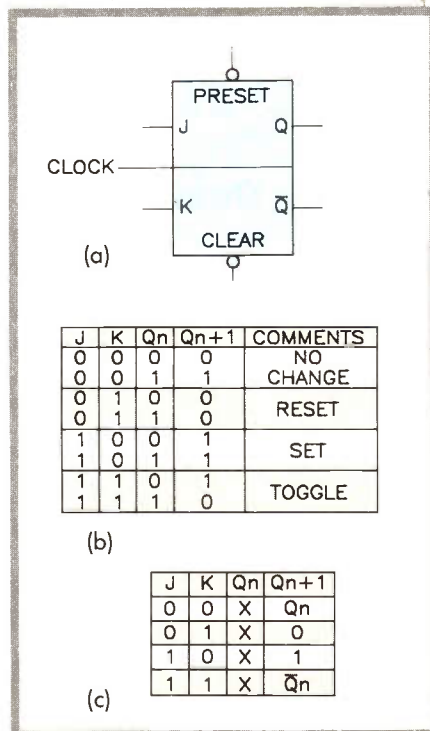 PRESET
J Q
CLOCK
K Q̅
CLEAR
(a)
J K Qn Qn+1 COMMENTS
0 0 0 0 NO
0 0 1 1 CHANGE
0 1 0 0 RESET
0 1 1 0
1 0 0 1 SET
1 0 1 1
1 1 0 1 TOGGLE
1 1 1 0
(b)
J K Qn Qn+1
0 0 X Qn
0 1 X 0
1 0 X 1
1 1 X Q̅n
(c)